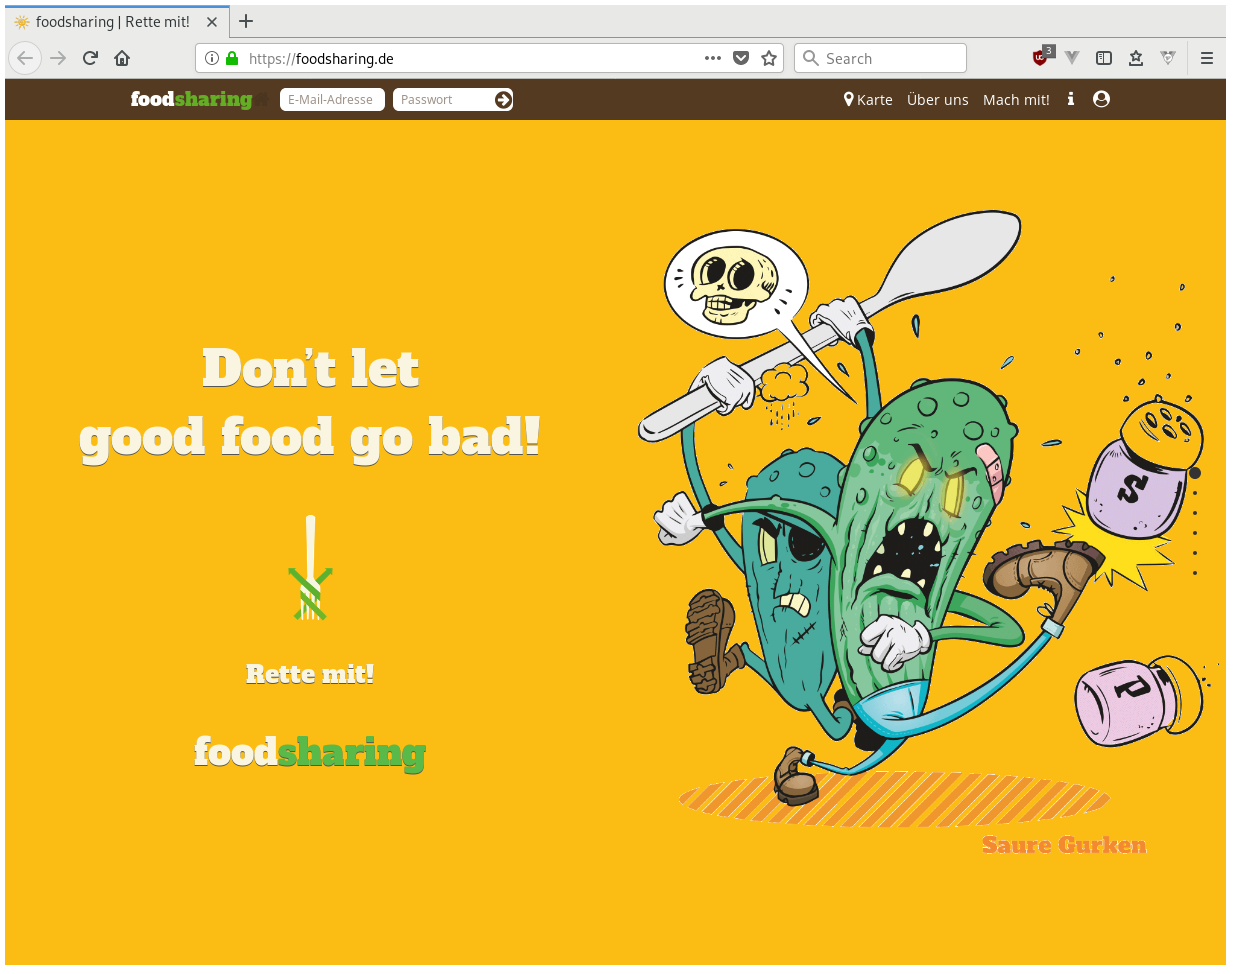 foodsharing | Rette mit!
https://foodsharing.de
Search
3
foodsharing
E-Mail-Adresse
Passwort
Karte
Über uns
Mach mit!
Don't let
good food go bad!
Rette mit!
foodsharing
S
P
Saure Gurken